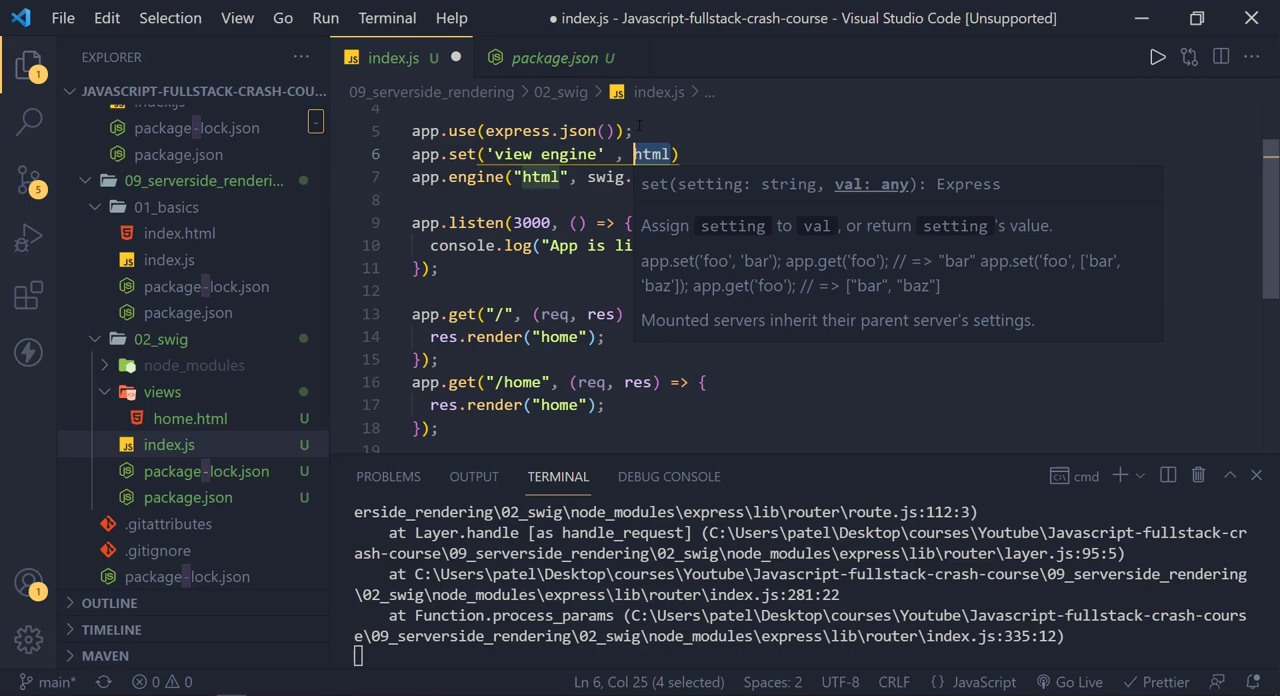 File Edit Selection View Go Run Terminal Help
● index.js - Javascript-fullstack-crash-course - Visual Studio Code [Unsupported]
EXPLORER
JAVASCRIPT-FULLSTACK-CRASH-COU...
package-lock.json
package.json
09_serverside_renderi...
01_basics
index.html
index.js
package-lock.json
package.json
02_swig
node_modules
views
home.html U
index.js U
package-lock.json U
package.json U
.gitattributes
.gitignore
package-lock.json
OUTLINE
TIMELINE
MAVEN
1
5
1
index.js U
package.json U
09_serverside_rendering > 02_swig > index.js > ...
4
5 app.use(express.json());
6 app.set('view engine' , html)
7 app.engine("html", swig.
8
9 app.listen(3000, () => {
10 console.log("App is li
11 });
12
13 app.get("/", (req, res)
14 res.render("home");
15 });
16 app.get("/home", (req, res) => {
17 res.render("home");
18 });
19
set(setting: string, val: any): Express
Assign setting to val, or return setting 's value.
app.set('foo', 'bar'); app.get('foo'); // => "bar" app.set('foo', ['bar',
'baz']); app.get('foo'); // => ["bar", "baz"]
Mounted servers inherit their parent server's settings.
PROBLEMS OUTPUT TERMINAL DEBUG CONSOLE
cmd
erside_rendering\02_swig\node_modules\express\lib\router\route.js:112:3)
at Layer.handle [as handle_request] (C:\Users\patel\Desktop\courses\Youtube\Javascript-fullstack-cr
ash-course\09_serverside_rendering\02_swig\node_modules\express\lib\router\layer.js:95:5)
at C:\Users\patel\Desktop\courses\Youtube\Javascript-fullstack-crash-course\09_serverside_rendering
\02_swig\node_modules\express\lib\router\index.js:281:22
at Function.process_params (C:\Users\patel\Desktop\courses\Youtube\Javascript-fullstack-crash-cours
e\09_serverside_rendering\02_swig\node_modules\express\lib\router\index.js:335:12)
main* 0 0 Ln 6, Col 25 (4 selected) Spaces: 2 UTF-8 CRLF {} JavaScript Go Live Prettier